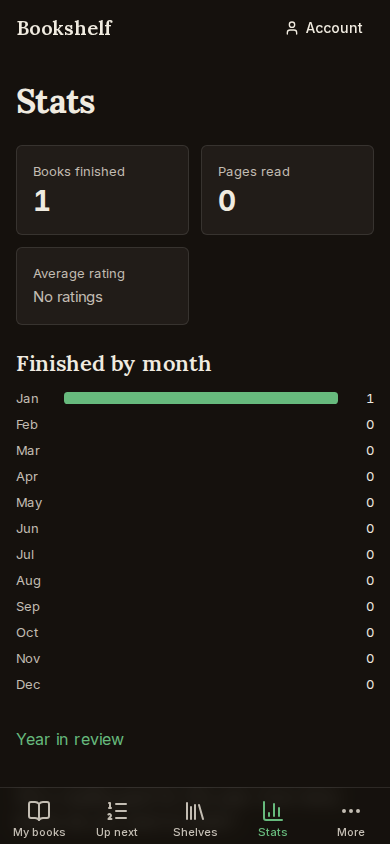 Bookshelf
Account
Stats
Books finished
1
Pages read
0
Average rating
No ratings
Finished by month
Jan 1
Feb 0
Mar 0
Apr 0
May 0
Jun 0
Jul 0
Aug 0
Sep 0
Oct 0
Nov 0
Dec 0
Year in review
My books
Up next
Shelves
Stats
More